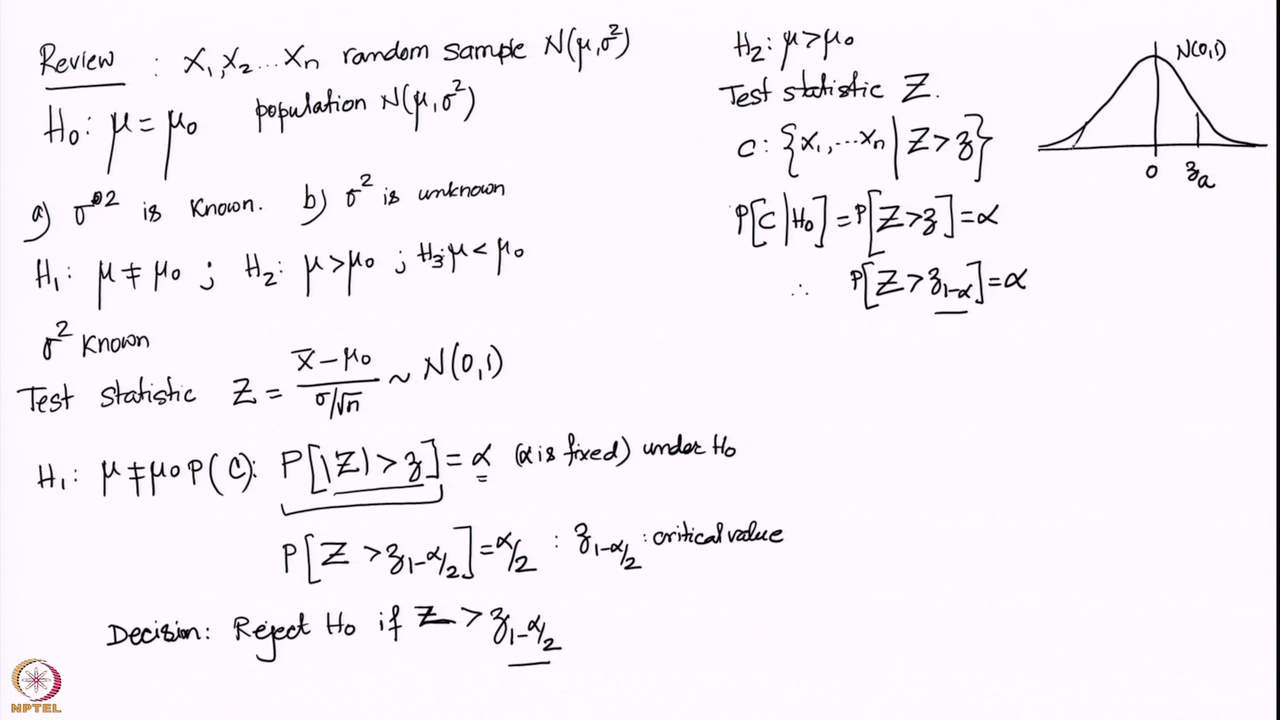 Review : X₁, X₂ ... Xn random sample N(μ,σ²)
H₀: μ = μ₀ population N(μ,σ²)
a) σ² is known. b) σ² is unknown
H₁: μ ≠ μ₀ ; H₂: μ > μ₀ ; H₃: μ < μ₀
σ² known
Test statistic Z = (x̄ − μ₀)/(σ/√n) ~ N(0,1)
H₁: μ ≠ μ₀ P(C): P[|Z| > z] = α (α is fixed) under H₀
P[Z > z₁₋α/₂] = α/2 : z₁₋α/₂ : critical value
Decision: Reject H₀ if Z > z₁₋α/₂
H₂: μ > μ₀
Test statistic Z.
C: {x₁, ... xn | Z > z}
P[C | H₀] = P[Z > z] = α
∴ P[Z > z₁₋α] = α
N(0,1)
0 zα
NPTEL